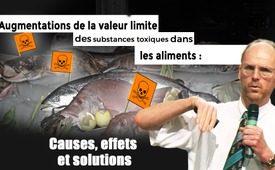 Augmentations de la valeur limite
des substances toxiques dans
les aliments :
Causes, effets
et solutions